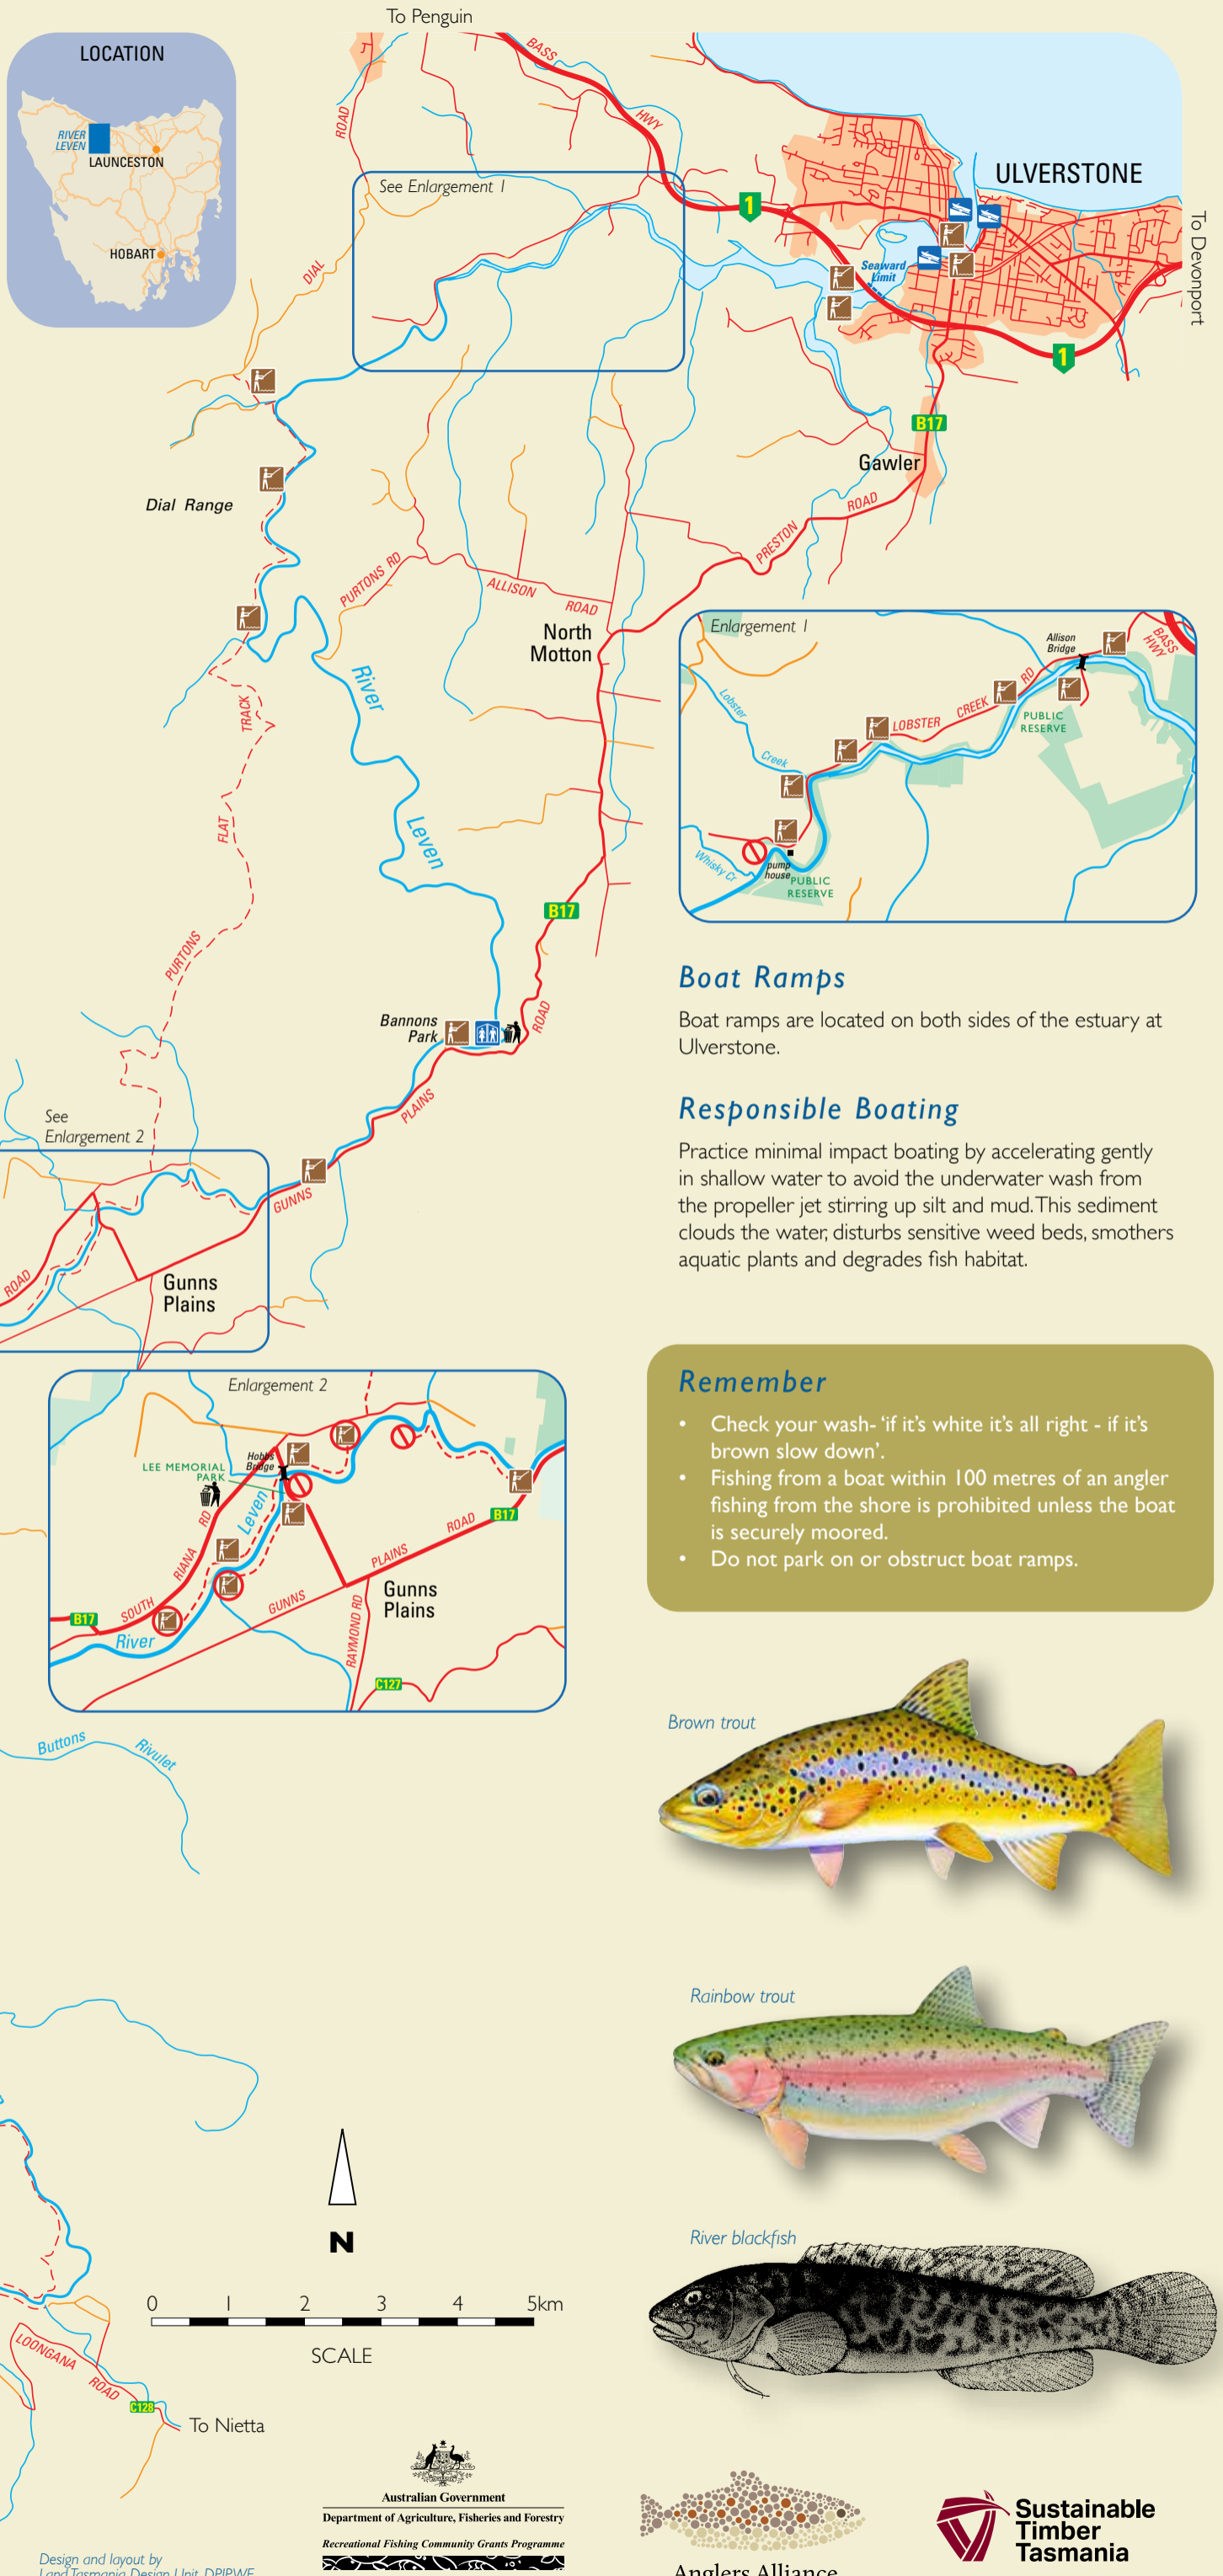 To Penguin
LOCATION
RIVER
LEVEN
LAUNCESTON
HOBART
ROAD
BASS
HWY
See Enlargement 1
1
ULVERSTONE
To Devonport
Seaward
Limit
DIAL
1
B17
Gawler
Dial Range
PURTONS RD
ALLISON
ROAD
PRESTON
ROAD
North
Motton
River
Leven
TRACK
FLAT
PURTONS
B17
ROAD
Bannons
Park
PLAINS
GUNNS
See
Enlargement 2
ROAD
Gunns
Plains
Enlargement 1
Allison
Bridge
BASS
HWY
Lobster
Creek
LOBSTER
CREEK
RD
PUBLIC
RESERVE
Whisky Cr
pump
house
PUBLIC
RESERVE
Boat Ramps
Boat ramps are located on both sides of the estuary at
Ulverstone.
Responsible Boating
Practice minimal impact boating by accelerating gently
in shallow water to avoid the underwater wash from
the propeller jet stirring up silt and mud. This sediment
clouds the water, disturbs sensitive weed beds, smothers
aquatic plants and degrades fish habitat.
Enlargement 2
Hobbs
Bridge
LEE MEMORIAL
PARK
Leven
RD
RIANA
SOUTH
B17
River
GUNNS
PLAINS
ROAD
B17
Gunns
Plains
RAYMOND RD
C127
Remember
• Check your wash- ‘if it’s white it’s all right - if it’s
brown slow down’.
• Fishing from a boat within 100 metres of an angler
fishing from the shore is prohibited unless the boat
is securely moored.
• Do not park on or obstruct boat ramps.
Buttons
Rivulet
Brown trout
Rainbow trout
River blackfish
N
0 1 2 3 4 5km
SCALE
LOONGANA
ROAD
C128
To Nietta
Australian Government
Department of Agriculture, Fisheries and Forestry
Recreational Fishing Community Grants Programme
Anglers Alliance
Sustainable
Timber
Tasmania
Design and layout by
Land Tasmania Design Unit, DPIPWE